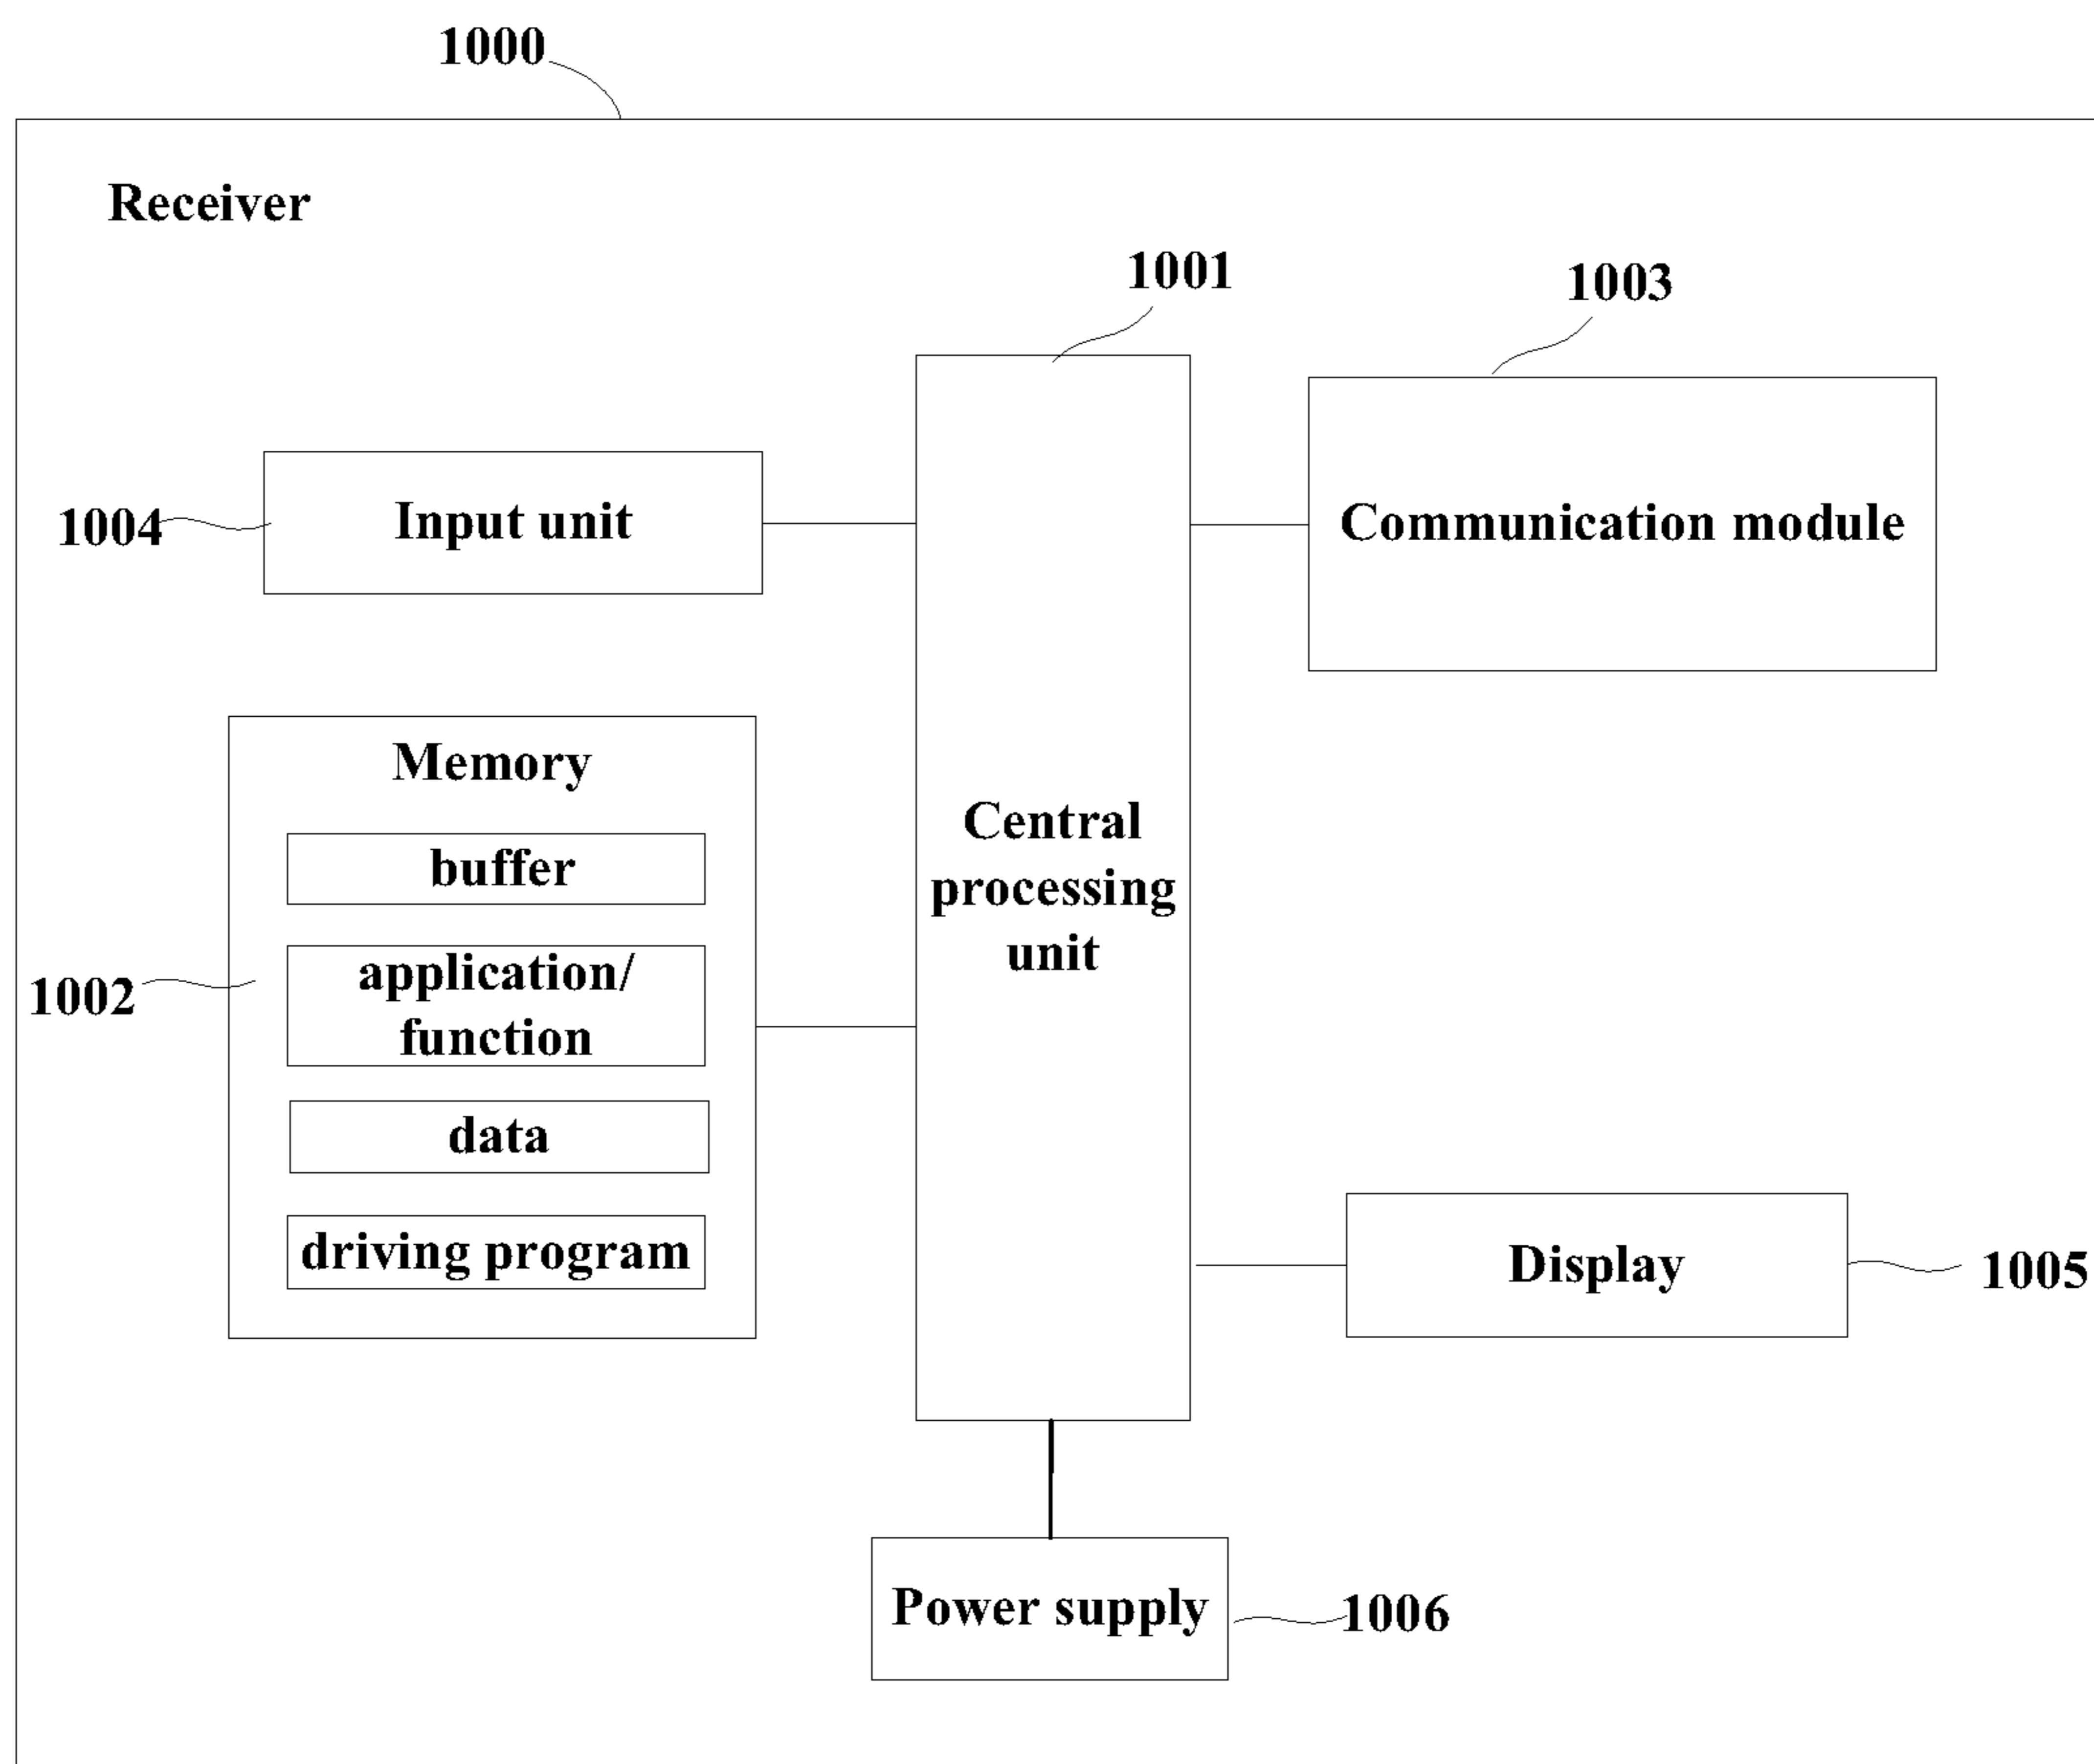 1000
Receiver
1001
1003
1004
Input unit
Communication module
Memory
buffer
application/
function
1002
data
driving program
Central
processing
unit
Display
1005
Power supply
1006